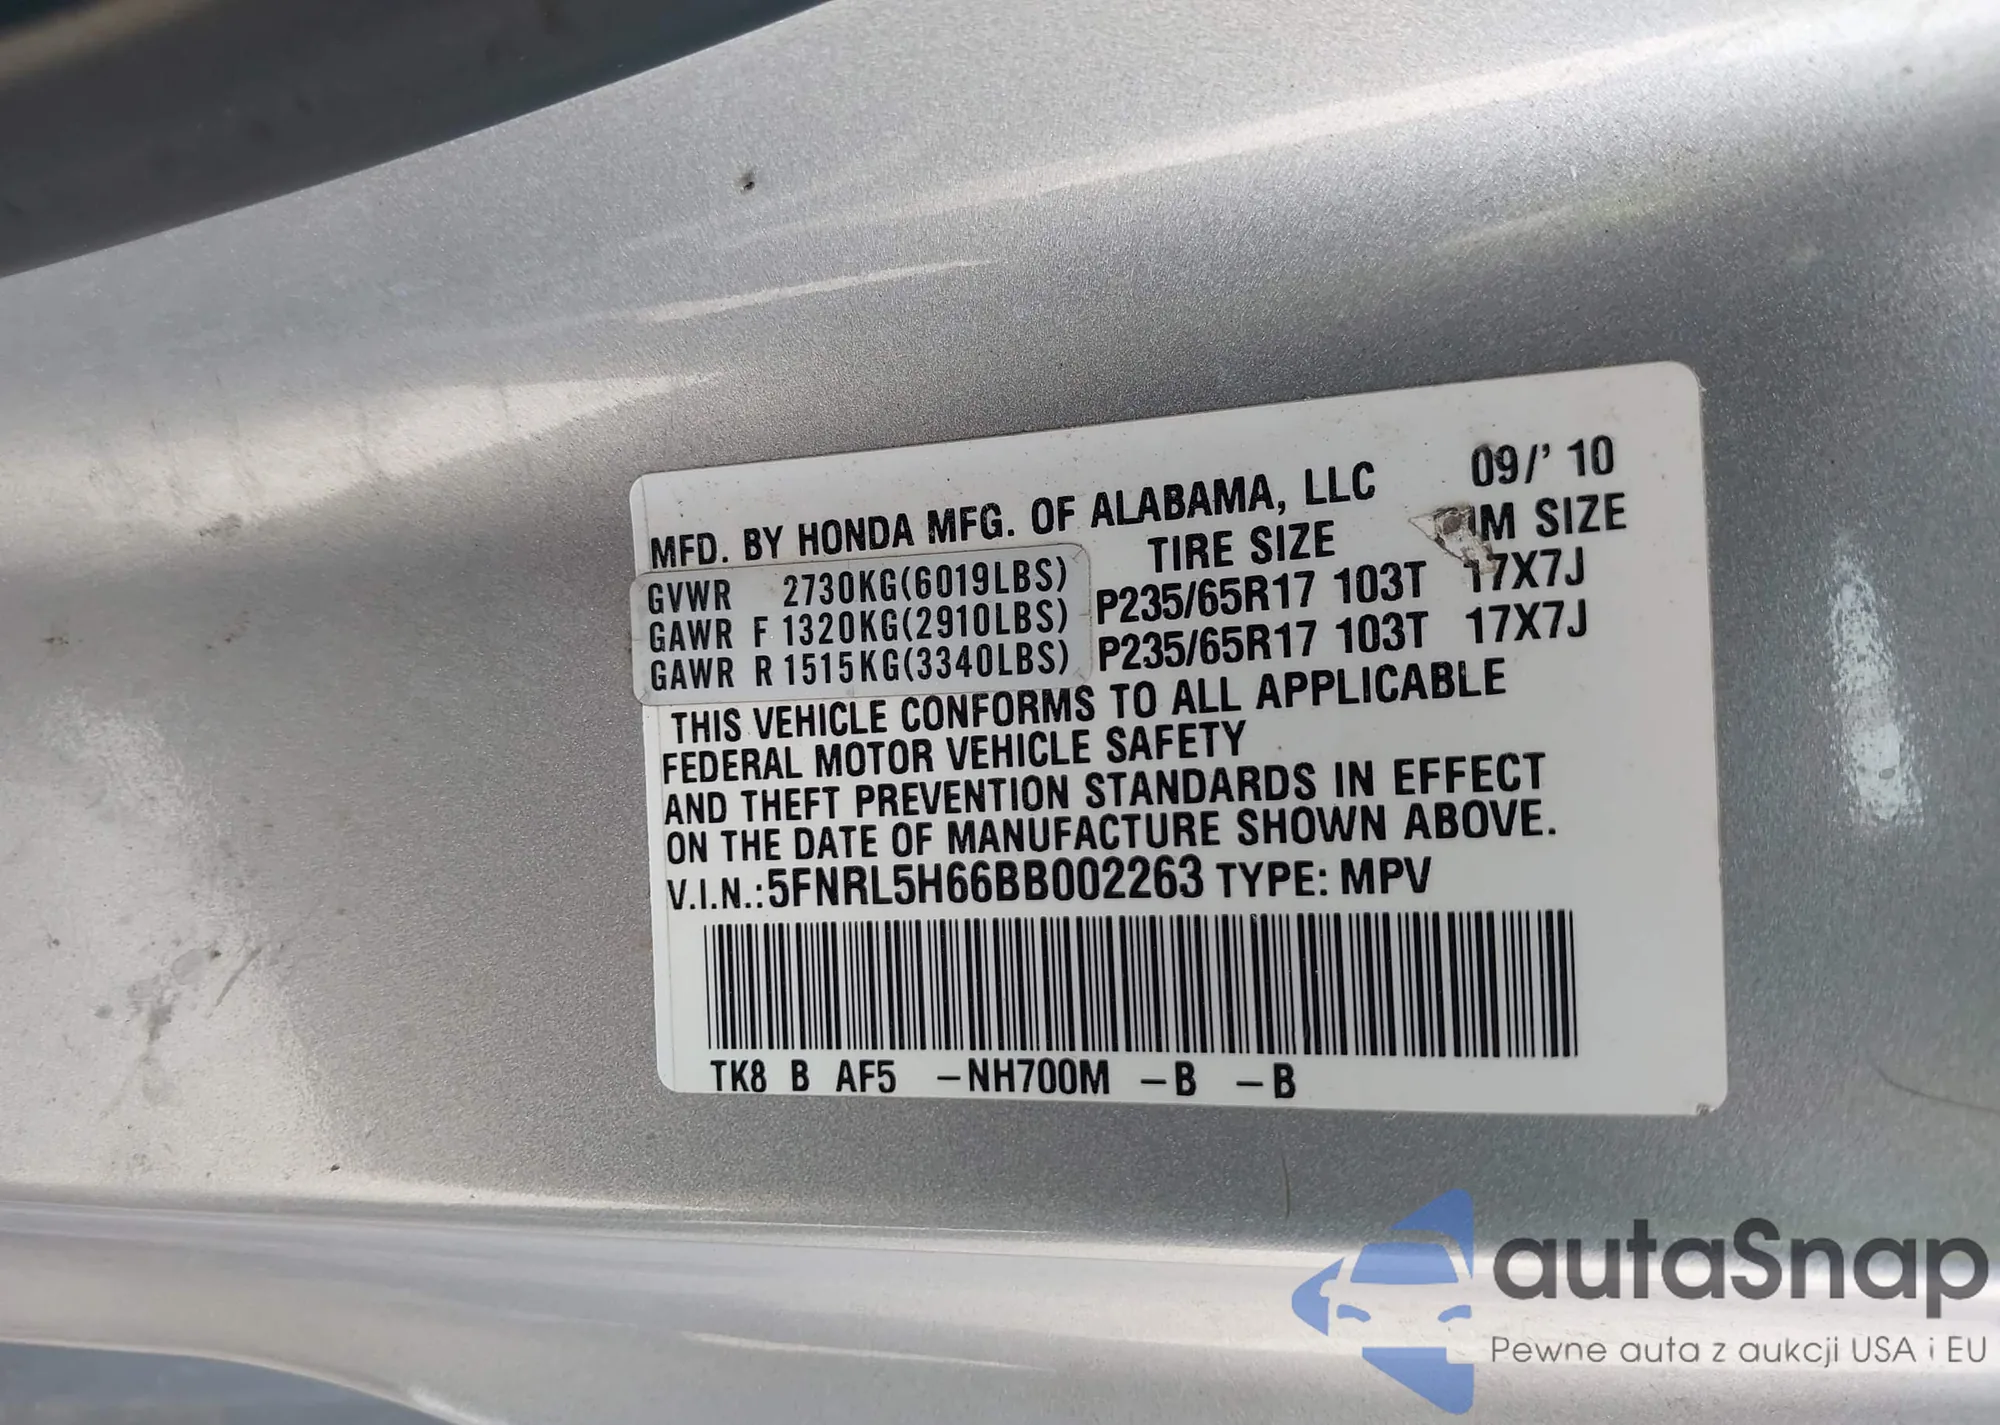 MFD. BY HONDA MFG. OF ALABAMA, LLC 09/' 10
TIRE SIZE SIZE
GVWR 2730KG(6019LBS) P235/65R17 103T 17X7J
GAWR F 1320KG(2910LBS) P235/65R17 103T 17X7J
GAWR R 1515KG(3340LBS)
THIS VEHICLE CONFORMS TO ALL APPLICABLE
FEDERAL MOTOR VEHICLE SAFETY
AND THEFT PREVENTION STANDARDS IN EFFECT
ON THE DATE OF MANUFACTURE SHOWN ABOVE.
V.I.N.:5FNRL5H66BB002263 TYPE: MPV
TK8 B AF5 -NH700M -B -B
autaSnap
Pewne auta z aukcji USA i EU